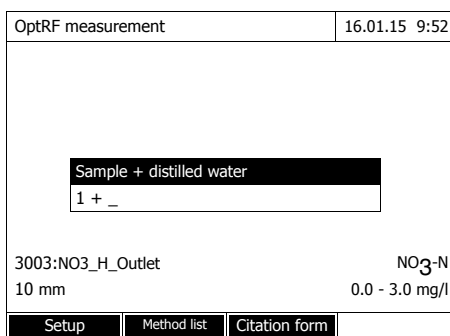 OptRF measurement 16.01.15 9:52
Sample + distilled water
1 + _
3003:NO3_H_Outlet NO3-N
10 mm 0.0 - 3.0 mg/l
Setup Method list Citation form